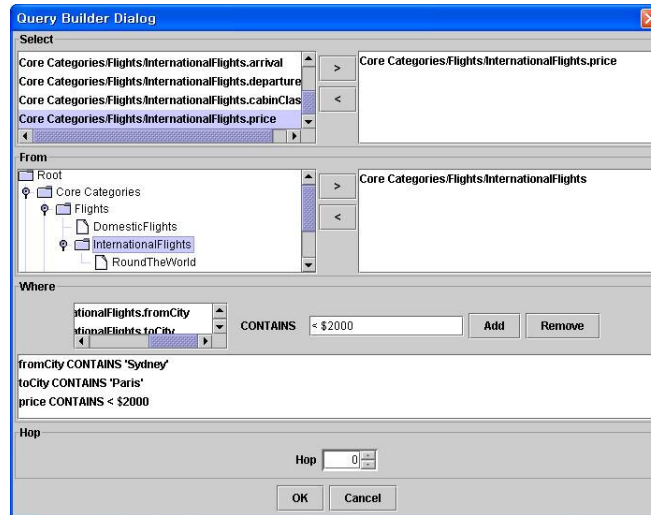 Query Builder Dialog
Select
Core Categories/Flights/InternationalFlights.arrival
Core Categories/Flights/InternationalFlights.departure
Core Categories/Flights/InternationalFlights.cabinClas
Core Categories/Flights/InternationalFlights.price
>
<
Core Categories/Flights/InternationalFlights.price
From
Root
Core Categories
Flights
DomesticFlights
InternationalFlights
RoundTheWorld
>
<
Core Categories/Flights/InternationalFlights
Where
ationalFlights.fromCity
ationalFlights.toCity
CONTAINS
< $2000
Add
Remove
fromCity CONTAINS 'Sydney'
toCity CONTAINS 'Paris'
price CONTAINS < $2000
Hop
Hop 0
OK
Cancel